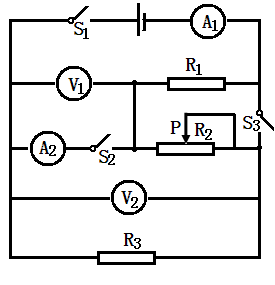 S1 A1
V1 R1
A2 S2 P R2 S3
V2
R3